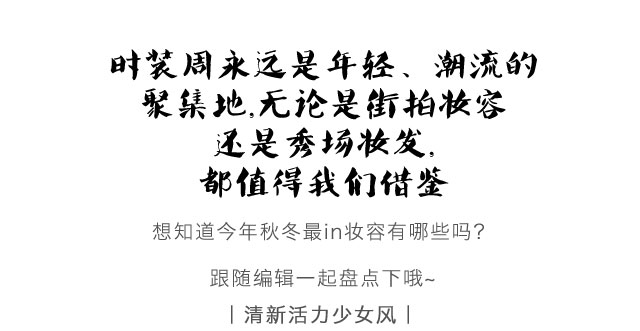 时装周永远是年轻、潮流的
聚集地,无论是街拍妆容
还是秀场妆发,
都值得我们借鉴
想知道今年秋冬最in妆容有哪些吗?
跟随编辑一起盘点下哦~
|清新活力少女风|